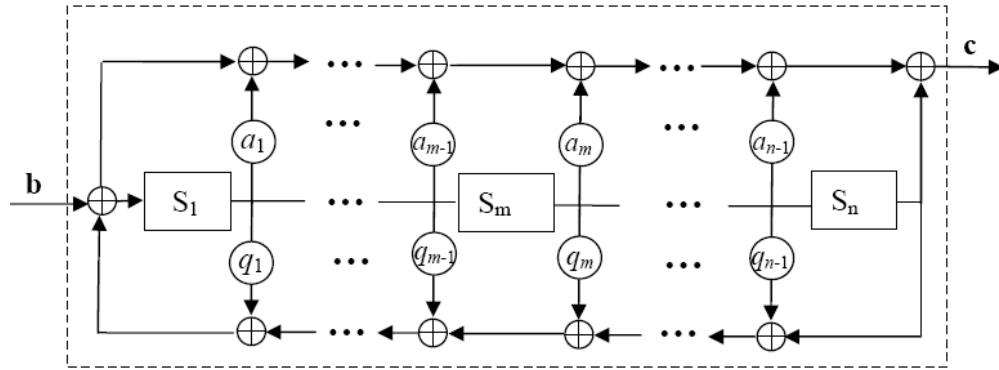 c
... ...
... ...
a₁ aₘ₋₁ aₘ aₙ₋₁
b
S₁ ... Sₘ ... Sₙ
q₁ ... qₘ₋₁ qₘ ... qₙ₋₁
... ...